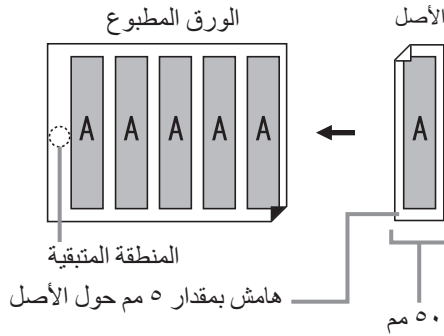 الأصل
الورق المطبوع
A
A A A A A
المنطقة المتبقية
هامش بمقدار ٥ مم حول الأصل
٥٠ مم